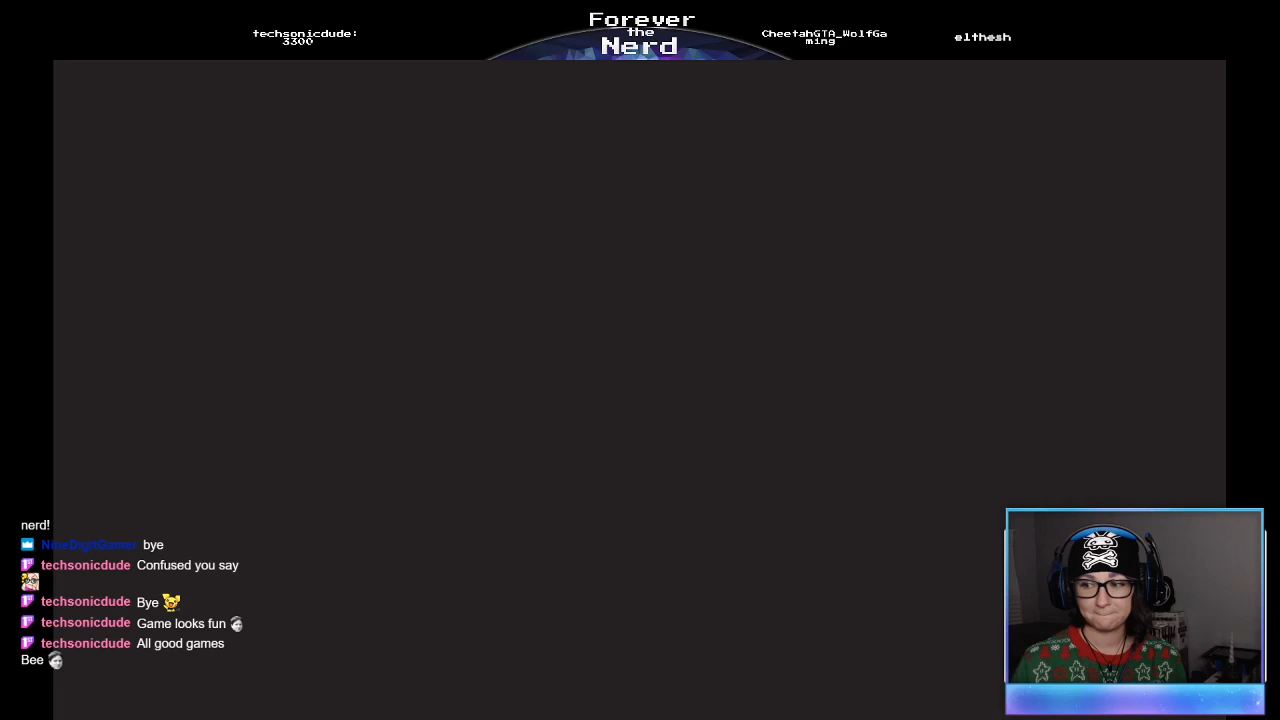 Forever
the
Nerd
techsonicdude:
3300
CheetahGTA_WolfGa
ming
elthesh
nerd!
NineDigitGamer bye
techsonicdude Confused you say
techsonicdude Bye
techsonicdude Game looks fun
techsonicdude All good games
Bee